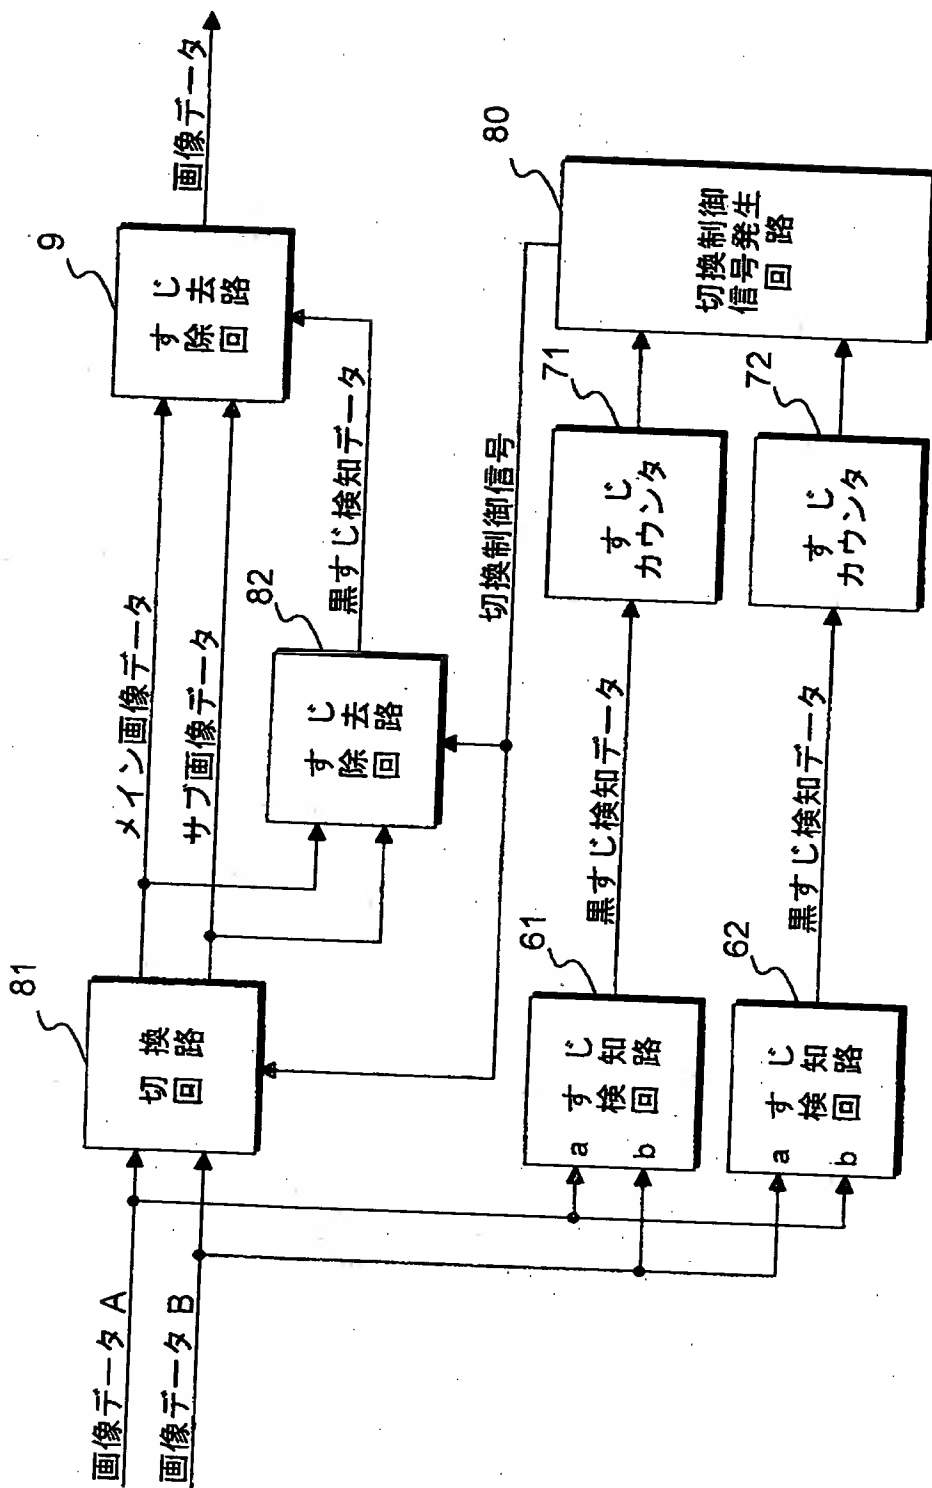 画像データ A
画像データ B
81
切 換
回 路
メイン画像データ
サブ画像データ
9
す じ
除 去
回 路
画像データ
82
す じ
除 去
回 路
黒すじ検知データ
切換制御信号
80
切換制御
信号発生
回 路
61
a
b
す じ
検 知
回 路
黒すじ検知データ
71
す じ
カウンタ
62
a
b
す じ
検 知
回 路
黒すじ検知データ
72
す じ
カウンタ